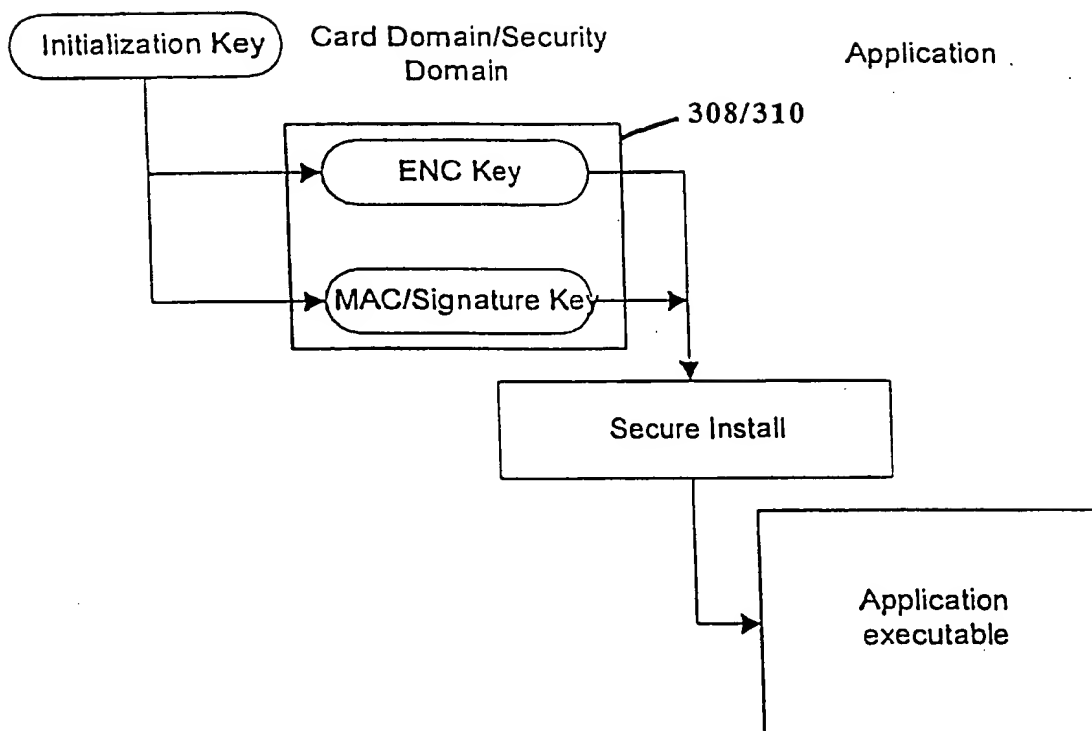 Initialization Key
Card Domain/Security
Domain
Application
308/310
ENC Key
MAC/Signature Key
Secure Install
Application
executable